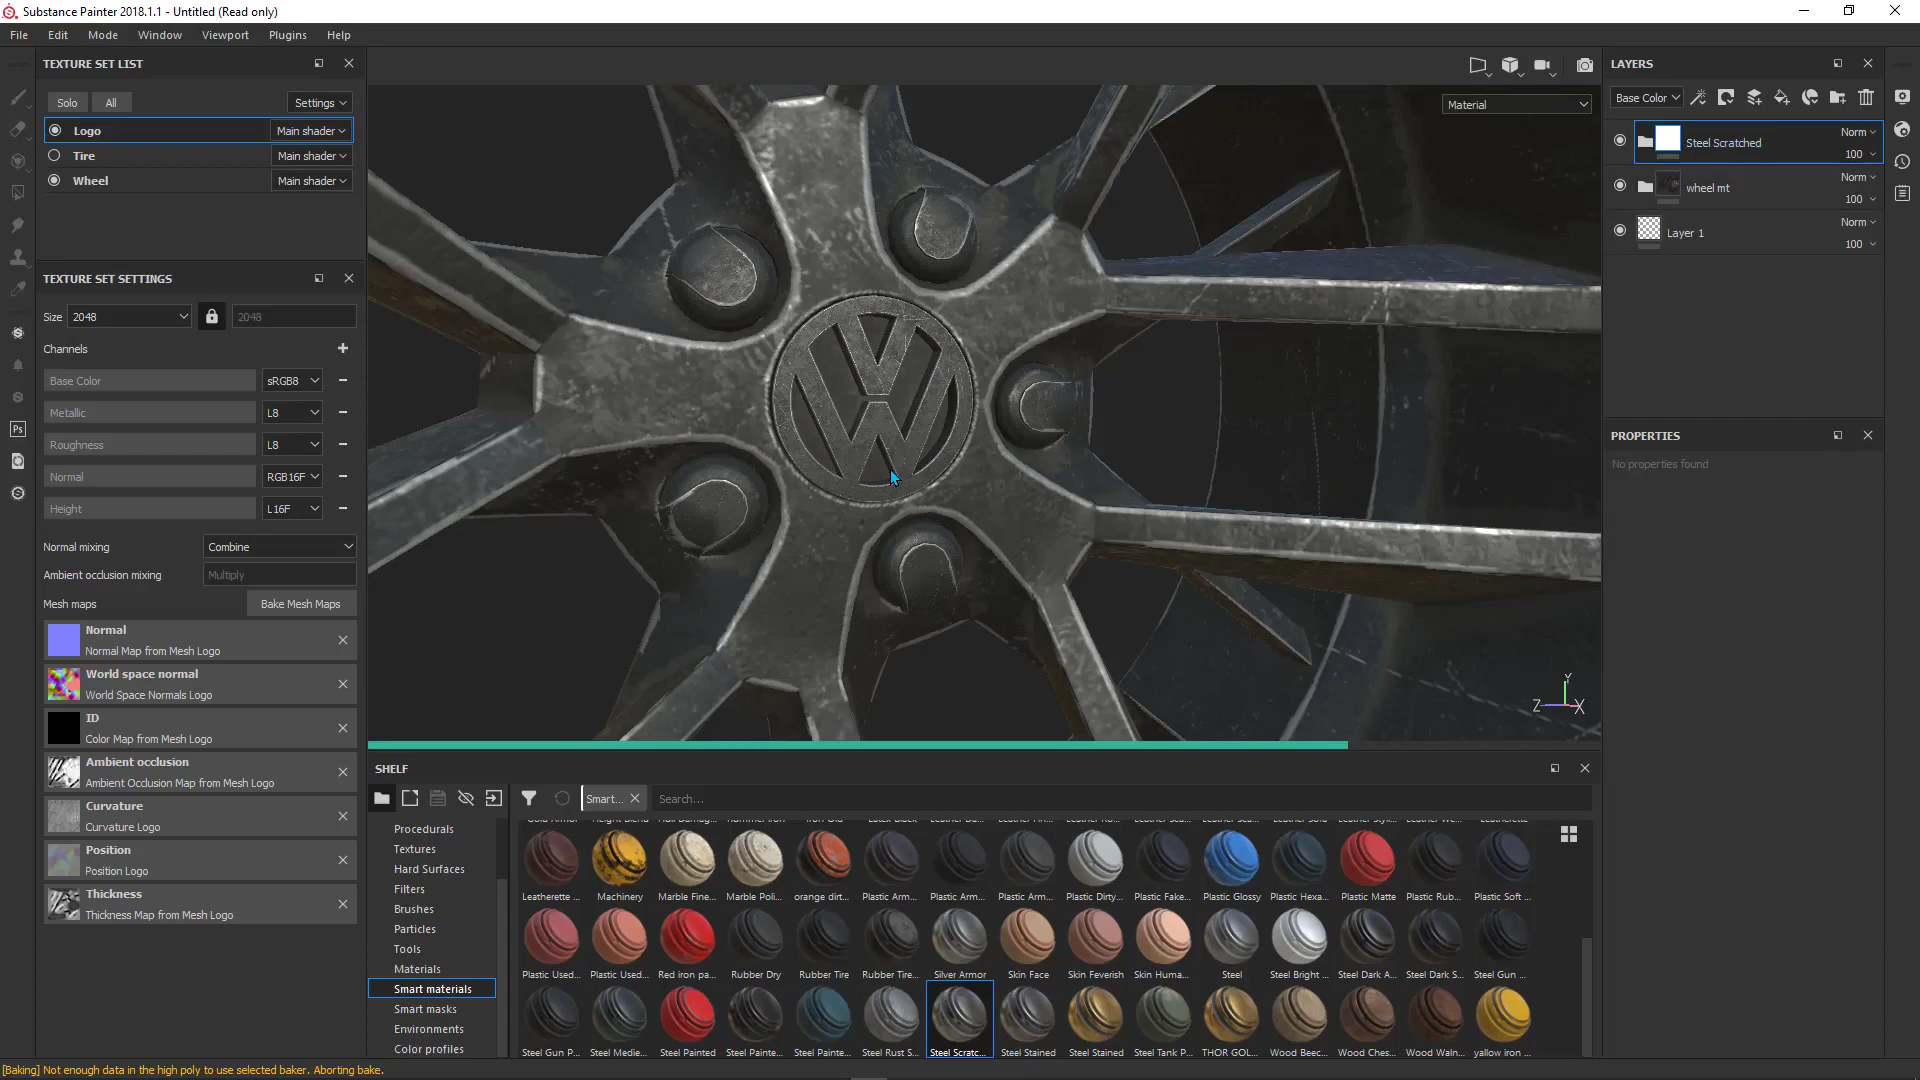 Substance Painter 2018.1.1 - Untitled (Read only)
File Edit Mode Window Viewport Plugins Help
TEXTURE SET LIST
Solo All Settings
Logo Main shader
Tire Main shader
Wheel Main shader
TEXTURE SET SETTINGS
Size 2048 2048
Channels
Base Color sRGB8
Metallic L8
Roughness L8
Normal RGB16F
Height L16F
Normal mixing Combine
Ambient occlusion mixing Multiply
Mesh maps Bake Mesh Maps
Normal
Normal Map from Mesh Logo
World space normal
World Space Normals Logo
ID
Color Map from Mesh Logo
Ambient occlusion
Ambient Occlusion Map from Mesh Logo
Curvature
Curvature Logo
Position
Position Logo
Thickness
Thickness Map from Mesh Logo
Ps
Material
Y
Z X
SHELF
Smart... Search...
Procedurals
Textures
Hard Surfaces
Filters
Brushes
Particles
Tools
Materials
Smart materials
Smart masks
Environments
Color profiles
Leatherette ... Machinery Marble Fine... Marble Poli... orange dirt... Plastic Arm... Plastic Arm... Plastic Arm... Plastic Dirty... Plastic Fake... Plastic Glossy Plastic Hexa... Plastic Matte Plastic Rub... Plastic Soft ...
Plastic Used... Plastic Used... Red iron pa... Rubber Dry Rubber Tire Rubber Tire... Silver Armor Skin Face Skin Feverish Skin Huma... Steel Steel Bright ... Steel Dark A... Steel Dark S... Steel Gun ...
Steel Gun P... Steel Medie... Steel Painted Steel Painte... Steel Painte... Steel Rust S... Steel Scratc... Steel Stained Steel Stained Steel Tank P... THOR GOL... Wood Beec... Wood Ches... Wood Waln... yallow iron ...
LAYERS
Base Color
Steel Scratched Norm 100
wheel mt Norm 100
Layer 1 Norm 100
PROPERTIES
No properties found
[Baking] Not enough data in the high poly to use selected baker. Aborting bake.